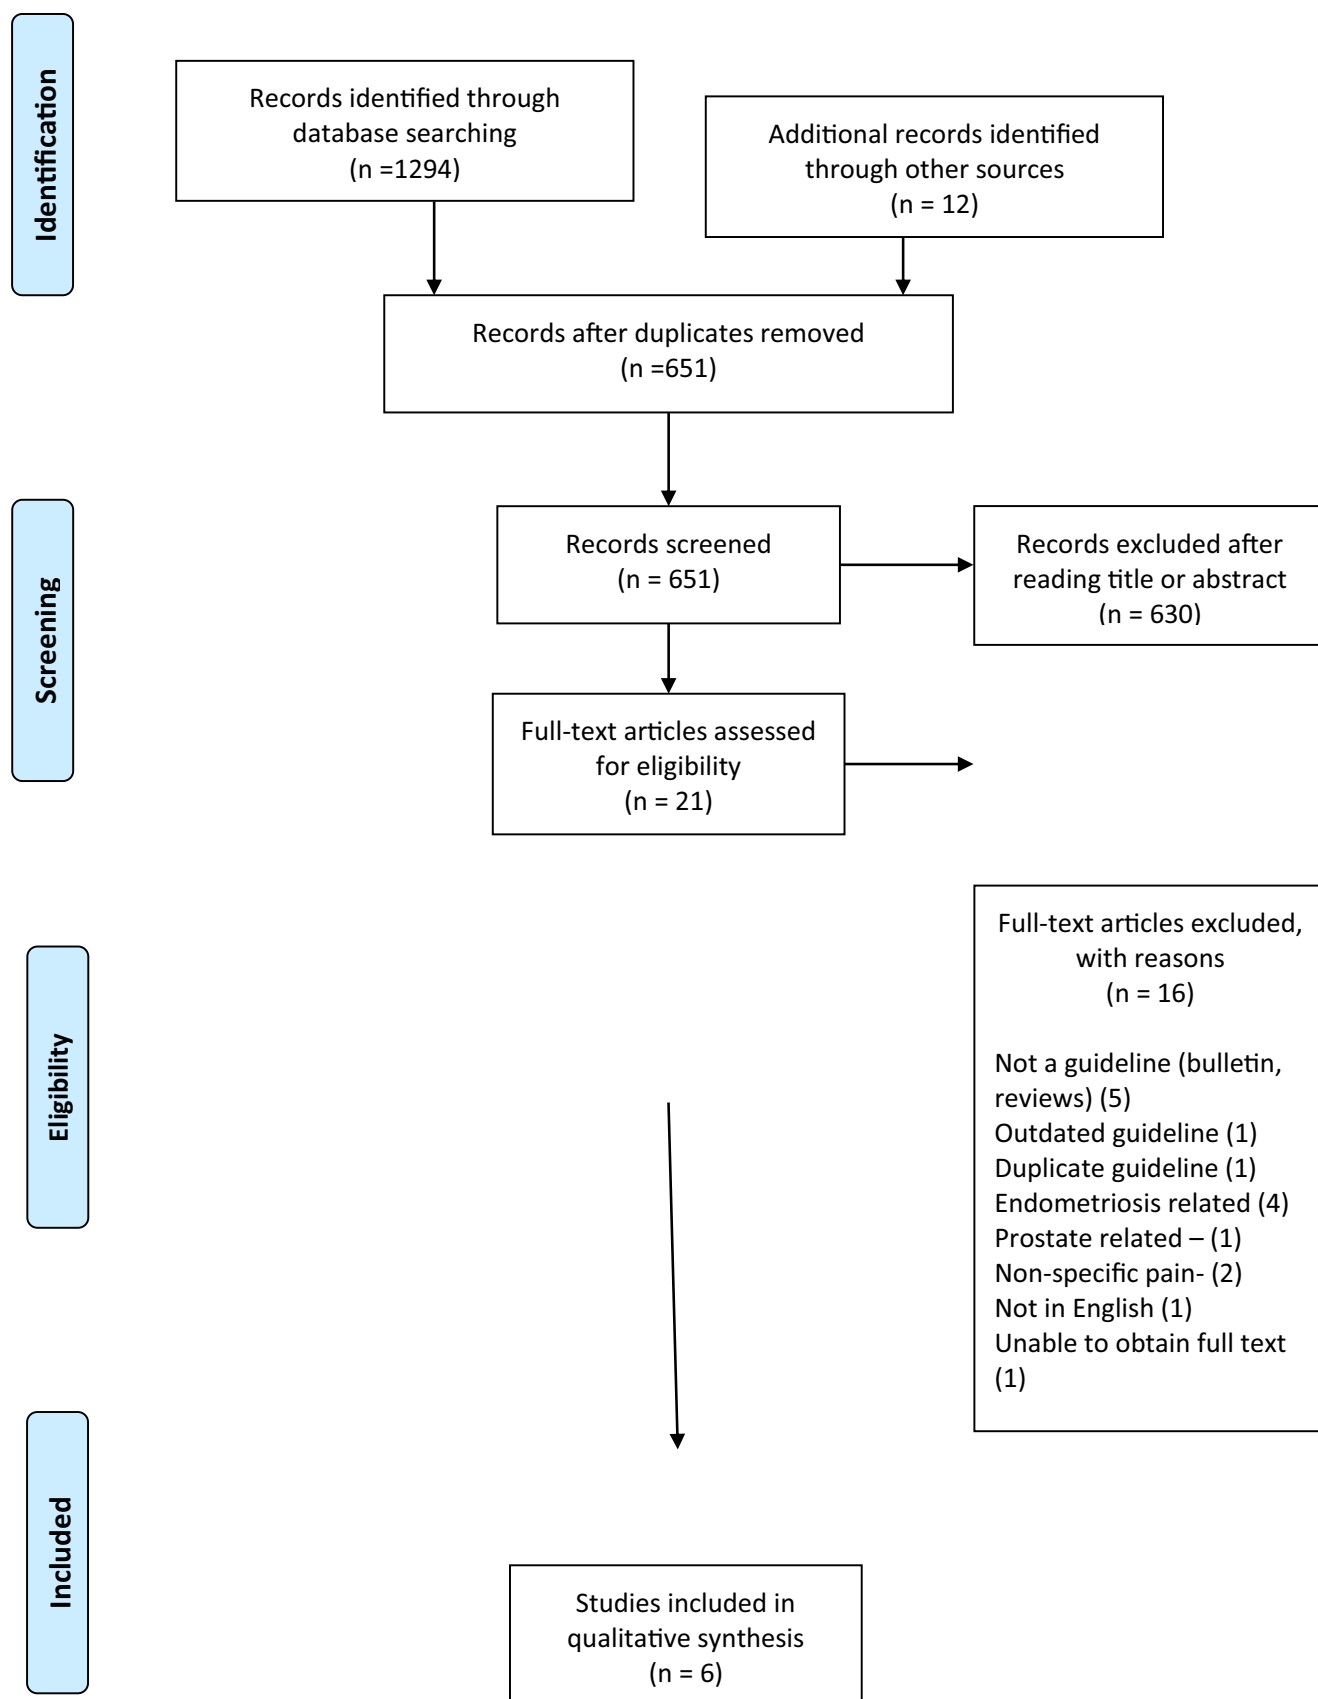 Identification
Records identified through
database searching
(n =1294)
Additional records identified
through other sources
(n = 12)
Records after duplicates removed
(n =651)
Screening
Records screened
(n = 651)
Records excluded after
reading title or abstract
(n = 630)
Full-text articles assessed
for eligibility
(n = 21)
Eligibility
Full-text articles excluded,
with reasons
(n = 16)
Not a guideline (bulletin,
reviews) (5)
Outdated guideline (1)
Duplicate guideline (1)
Endometriosis related (4)
Prostate related – (1)
Non-specific pain- (2)
Not in English (1)
Unable to obtain full text
(1)
Included
Studies included in
qualitative synthesis
(n = 6)